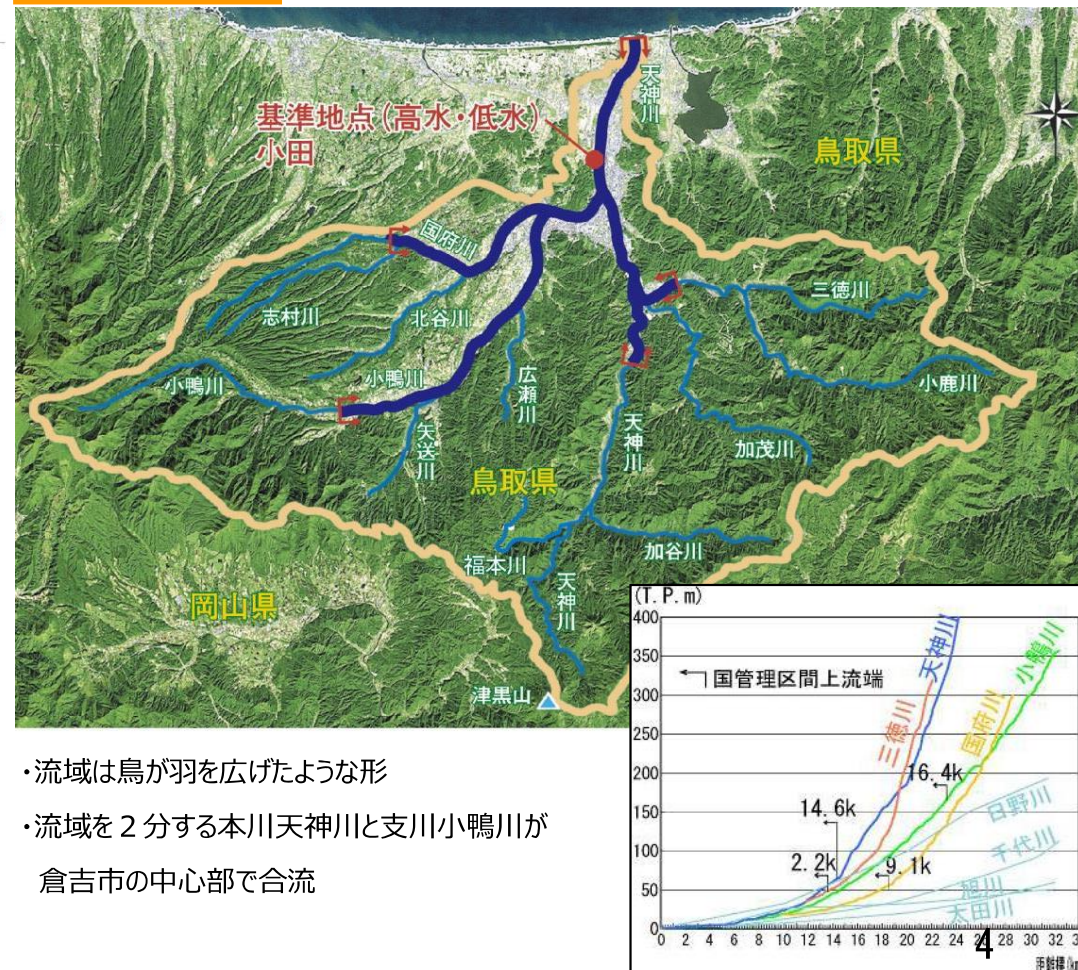 天神川
基準地点(高水・低水)
小田
鳥取県
国府川
三徳川
志村川
北谷川
小鴨川
小鴨川
広瀬川
小鹿川
矢送川
天神川
加茂川
鳥取県
加谷川
福本川
天神川
岡山県
津黒山
(T.P.m)
400
350
300
250
200
150
100
50
0
←┐国管理区間上流端
天神川
小鴨川
三徳川
国府川
16.4k
14.6k
2.2k
9.1k
日野川
千代川
旭川
太田川
0 2 4 6 8 10 12 14 16 18 20 22 24 26 28 30 32
・流域は鳥が羽を広げたような形
・流域を2分する本川天神川と支川小鴨川が
倉吉市の中心部で合流
4